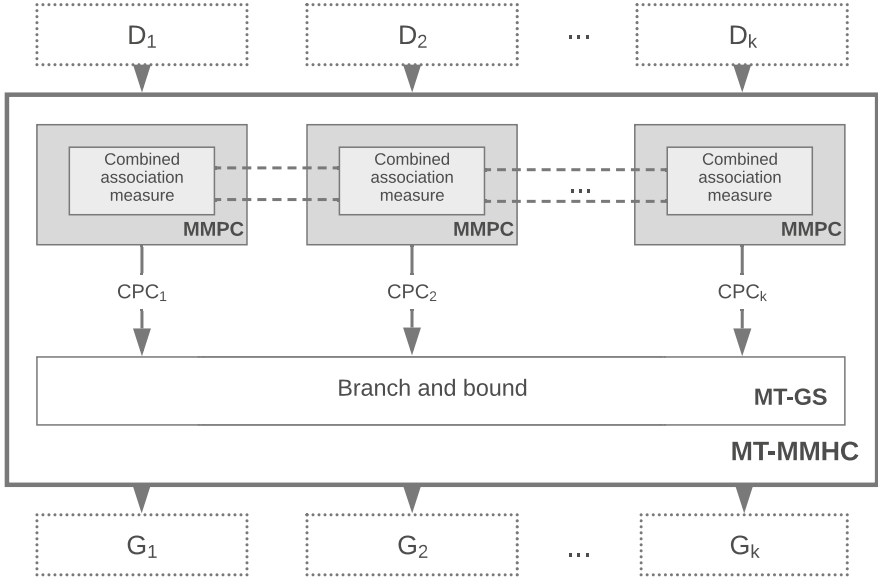 D₁ D₂ ... Dₖ
Combined Combined Combined
association association association
measure measure ... measure
MMPC MMPC MMPC
CPC₁ CPC₂ CPCₖ
Branch and bound
MT-GS
MT-MMHC
G₁ G₂ ... Gₖ